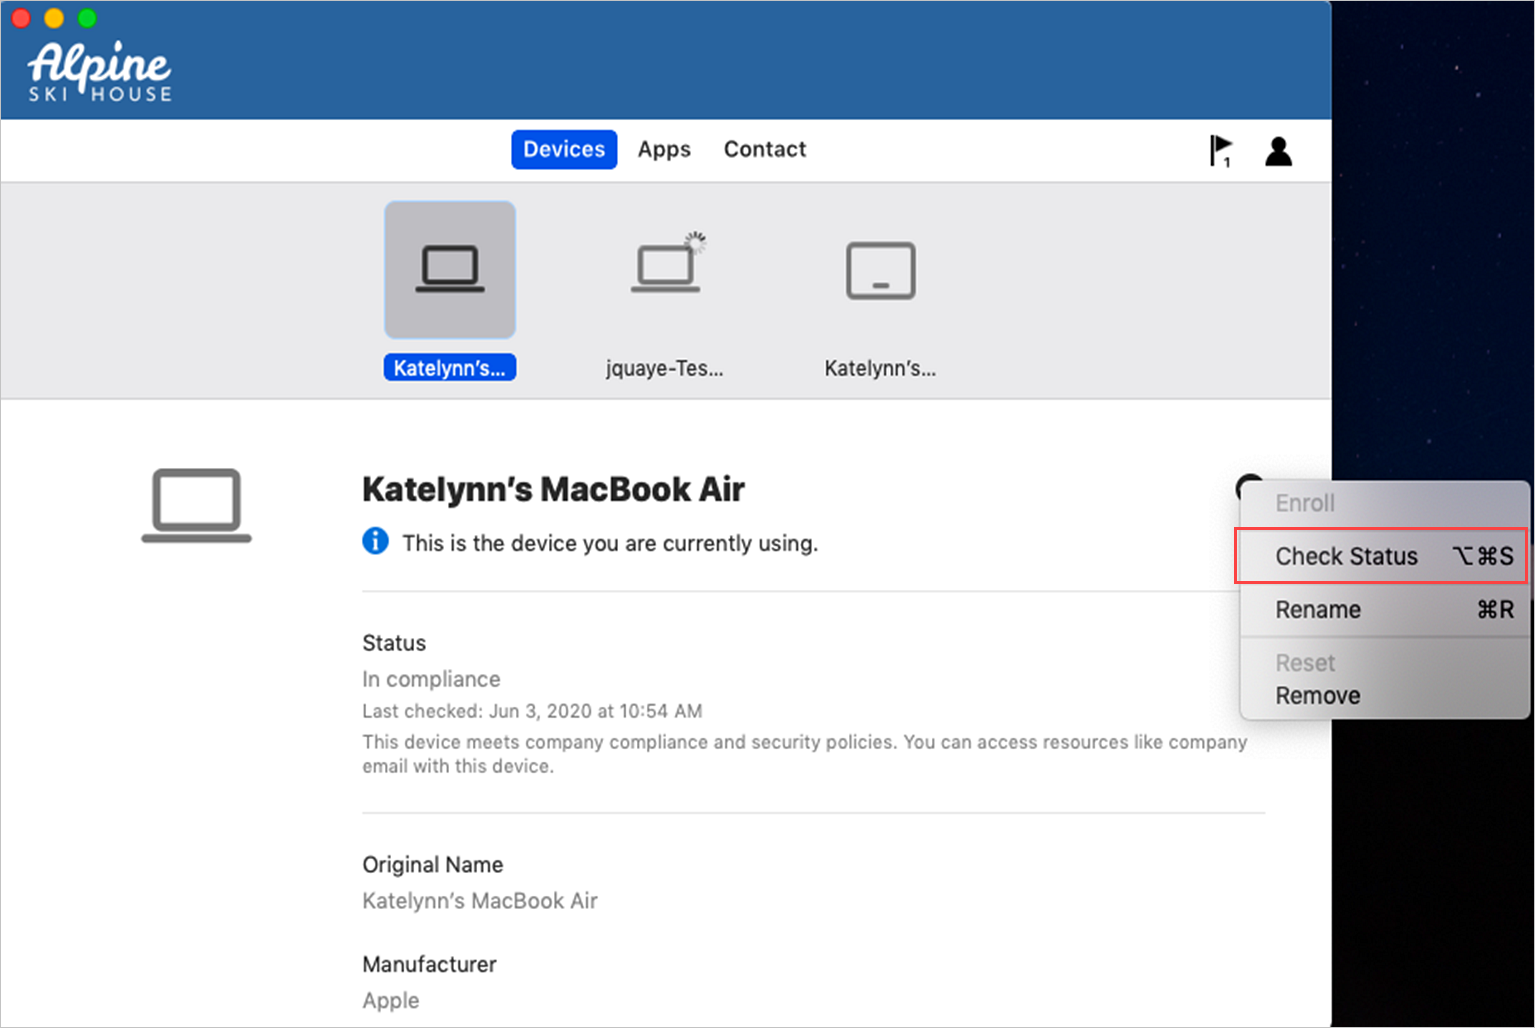 Alpine
SKI HOUSE
Devices Apps Contact
1
Katelynn’s... jquaye-Tes... Katelynn’s...
Katelynn’s MacBook Air
This is the device you are currently using.
Enroll
Check Status ⌥⌘S
Rename ⌘R
Reset
Remove
Status
In compliance
Last checked: Jun 3, 2020 at 10:54 AM
This device meets company compliance and security policies. You can access resources like company
email with this device.
Original Name
Katelynn’s MacBook Air
Manufacturer
Apple